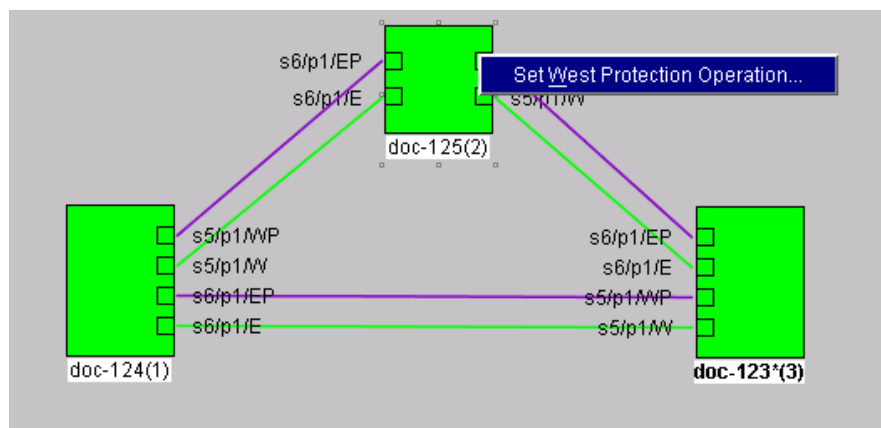 s6/p1/EP
Set West Protection Operation...
s6/p1/E
s5/p1/W
doc-125(2)
s5/p1/WP
s6/p1/EP
s5/p1/W
s6/p1/E
s6/p1/EP
s5/p1/WP
s6/p1/E
s5/p1/W
doc-124(1)
doc-123*(3)